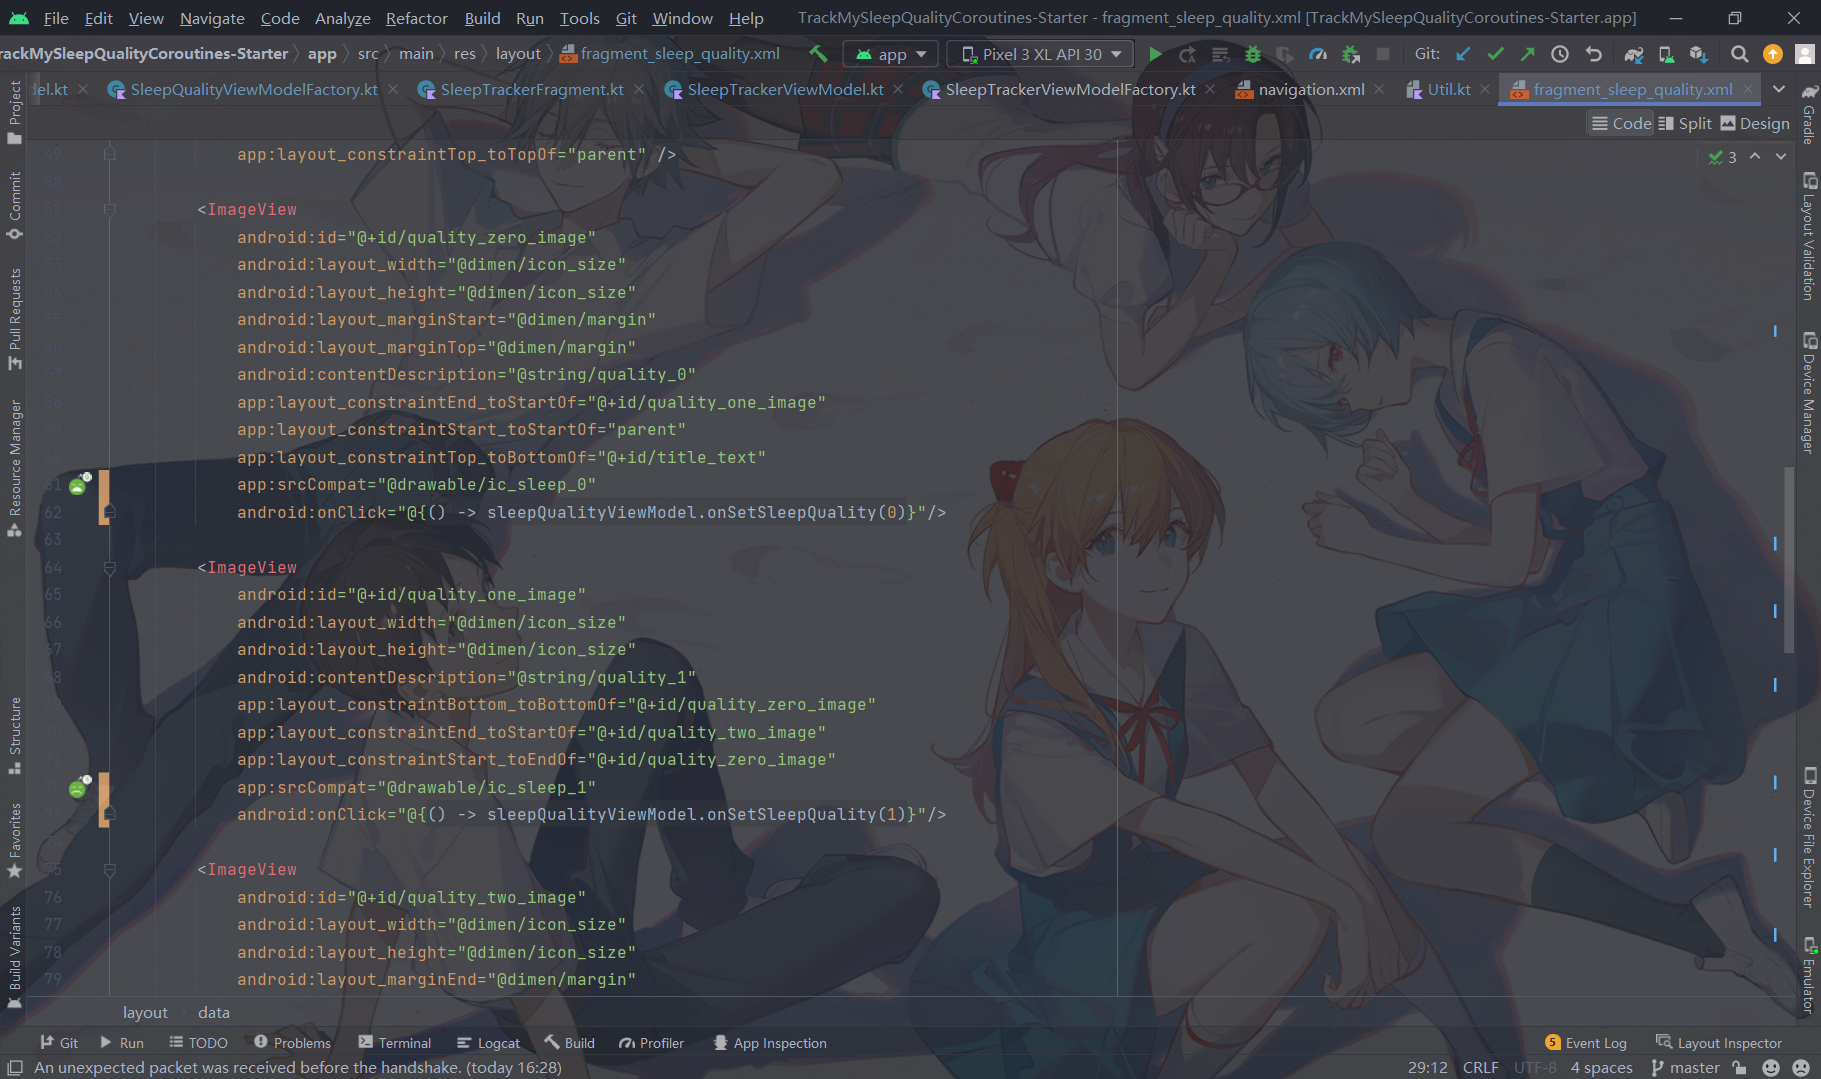 File Edit View Navigate Code Analyze Refactor Build Run Tools Git Window Help TrackMySleepQualityCoroutines-Starter - fragment_sleep_quality.xml [TrackMySleepQualityCoroutines-Starter.app]
rackMySleepQualityCoroutines-Starter app src main res layout fragment_sleep_quality.xml app Pixel 3 XL API 30 Git:
del.kt SleepQualityViewModelFactory.kt SleepTrackerFragment.kt SleepTrackerViewModel.kt SleepTrackerViewModelFactory.kt navigation.xml Util.kt fragment_sleep_quality.xml
Code Split Design
3
49 app:layout_constraintTop_toTopOf="parent" />
50
51 <ImageView
52 android:id="@+id/quality_zero_image"
53 android:layout_width="@dimen/icon_size"
54 android:layout_height="@dimen/icon_size"
55 android:layout_marginStart="@dimen/margin"
56 android:layout_marginTop="@dimen/margin"
57 android:contentDescription="@string/quality_0"
58 app:layout_constraintEnd_toStartOf="@+id/quality_one_image"
59 app:layout_constraintStart_toStartOf="parent"
60 app:layout_constraintTop_toBottomOf="@+id/title_text"
61 app:srcCompat="@drawable/ic_sleep_0"
62 android:onClick="@{() -> sleepQualityViewModel.onSetSleepQuality(0)}"/>
63
64 <ImageView
65 android:id="@+id/quality_one_image"
66 android:layout_width="@dimen/icon_size"
67 android:layout_height="@dimen/icon_size"
68 android:contentDescription="@string/quality_1"
69 app:layout_constraintBottom_toBottomOf="@+id/quality_zero_image"
70 app:layout_constraintEnd_toStartOf="@+id/quality_two_image"
71 app:layout_constraintStart_toEndOf="@+id/quality_zero_image"
72 app:srcCompat="@drawable/ic_sleep_1"
73 android:onClick="@{() -> sleepQualityViewModel.onSetSleepQuality(1)}"/>
74
75 <ImageView
76 android:id="@+id/quality_two_image"
77 android:layout_width="@dimen/icon_size"
78 android:layout_height="@dimen/icon_size"
79 android:layout_marginEnd="@dimen/margin"
layout data
Project
Commit
Pull Requests
Resource Manager
Structure
Favorites
Build Variants
Gradle
Layout Validation
Device Manager
Device File Explorer
Emulator
Git Run TODO Problems Terminal Logcat Build Profiler App Inspection 5 Event Log Layout Inspector
An unexpected packet was received before the handshake. (today 16:28) 29:12 CRLF UTF-8 4 spaces master